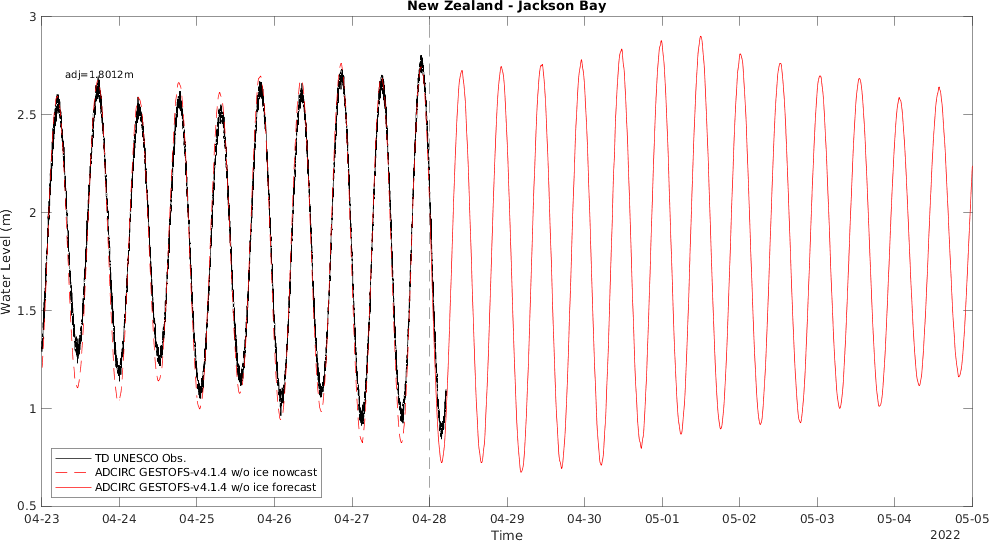 New Zealand - Jackson Bay
adj=1.8012m
Water Level (m)
3
2.5
2
1.5
1
0.5
TD UNESCO Obs.
ADCIRC GESTOFS-v4.1.4 w/o ice nowcast
ADCIRC GESTOFS-v4.1.4 w/o ice forecast
04-23 04-24 04-25 04-26 04-27 04-28 04-29 04-30 05-01 05-02 05-03 05-04 05-05
Time
2022